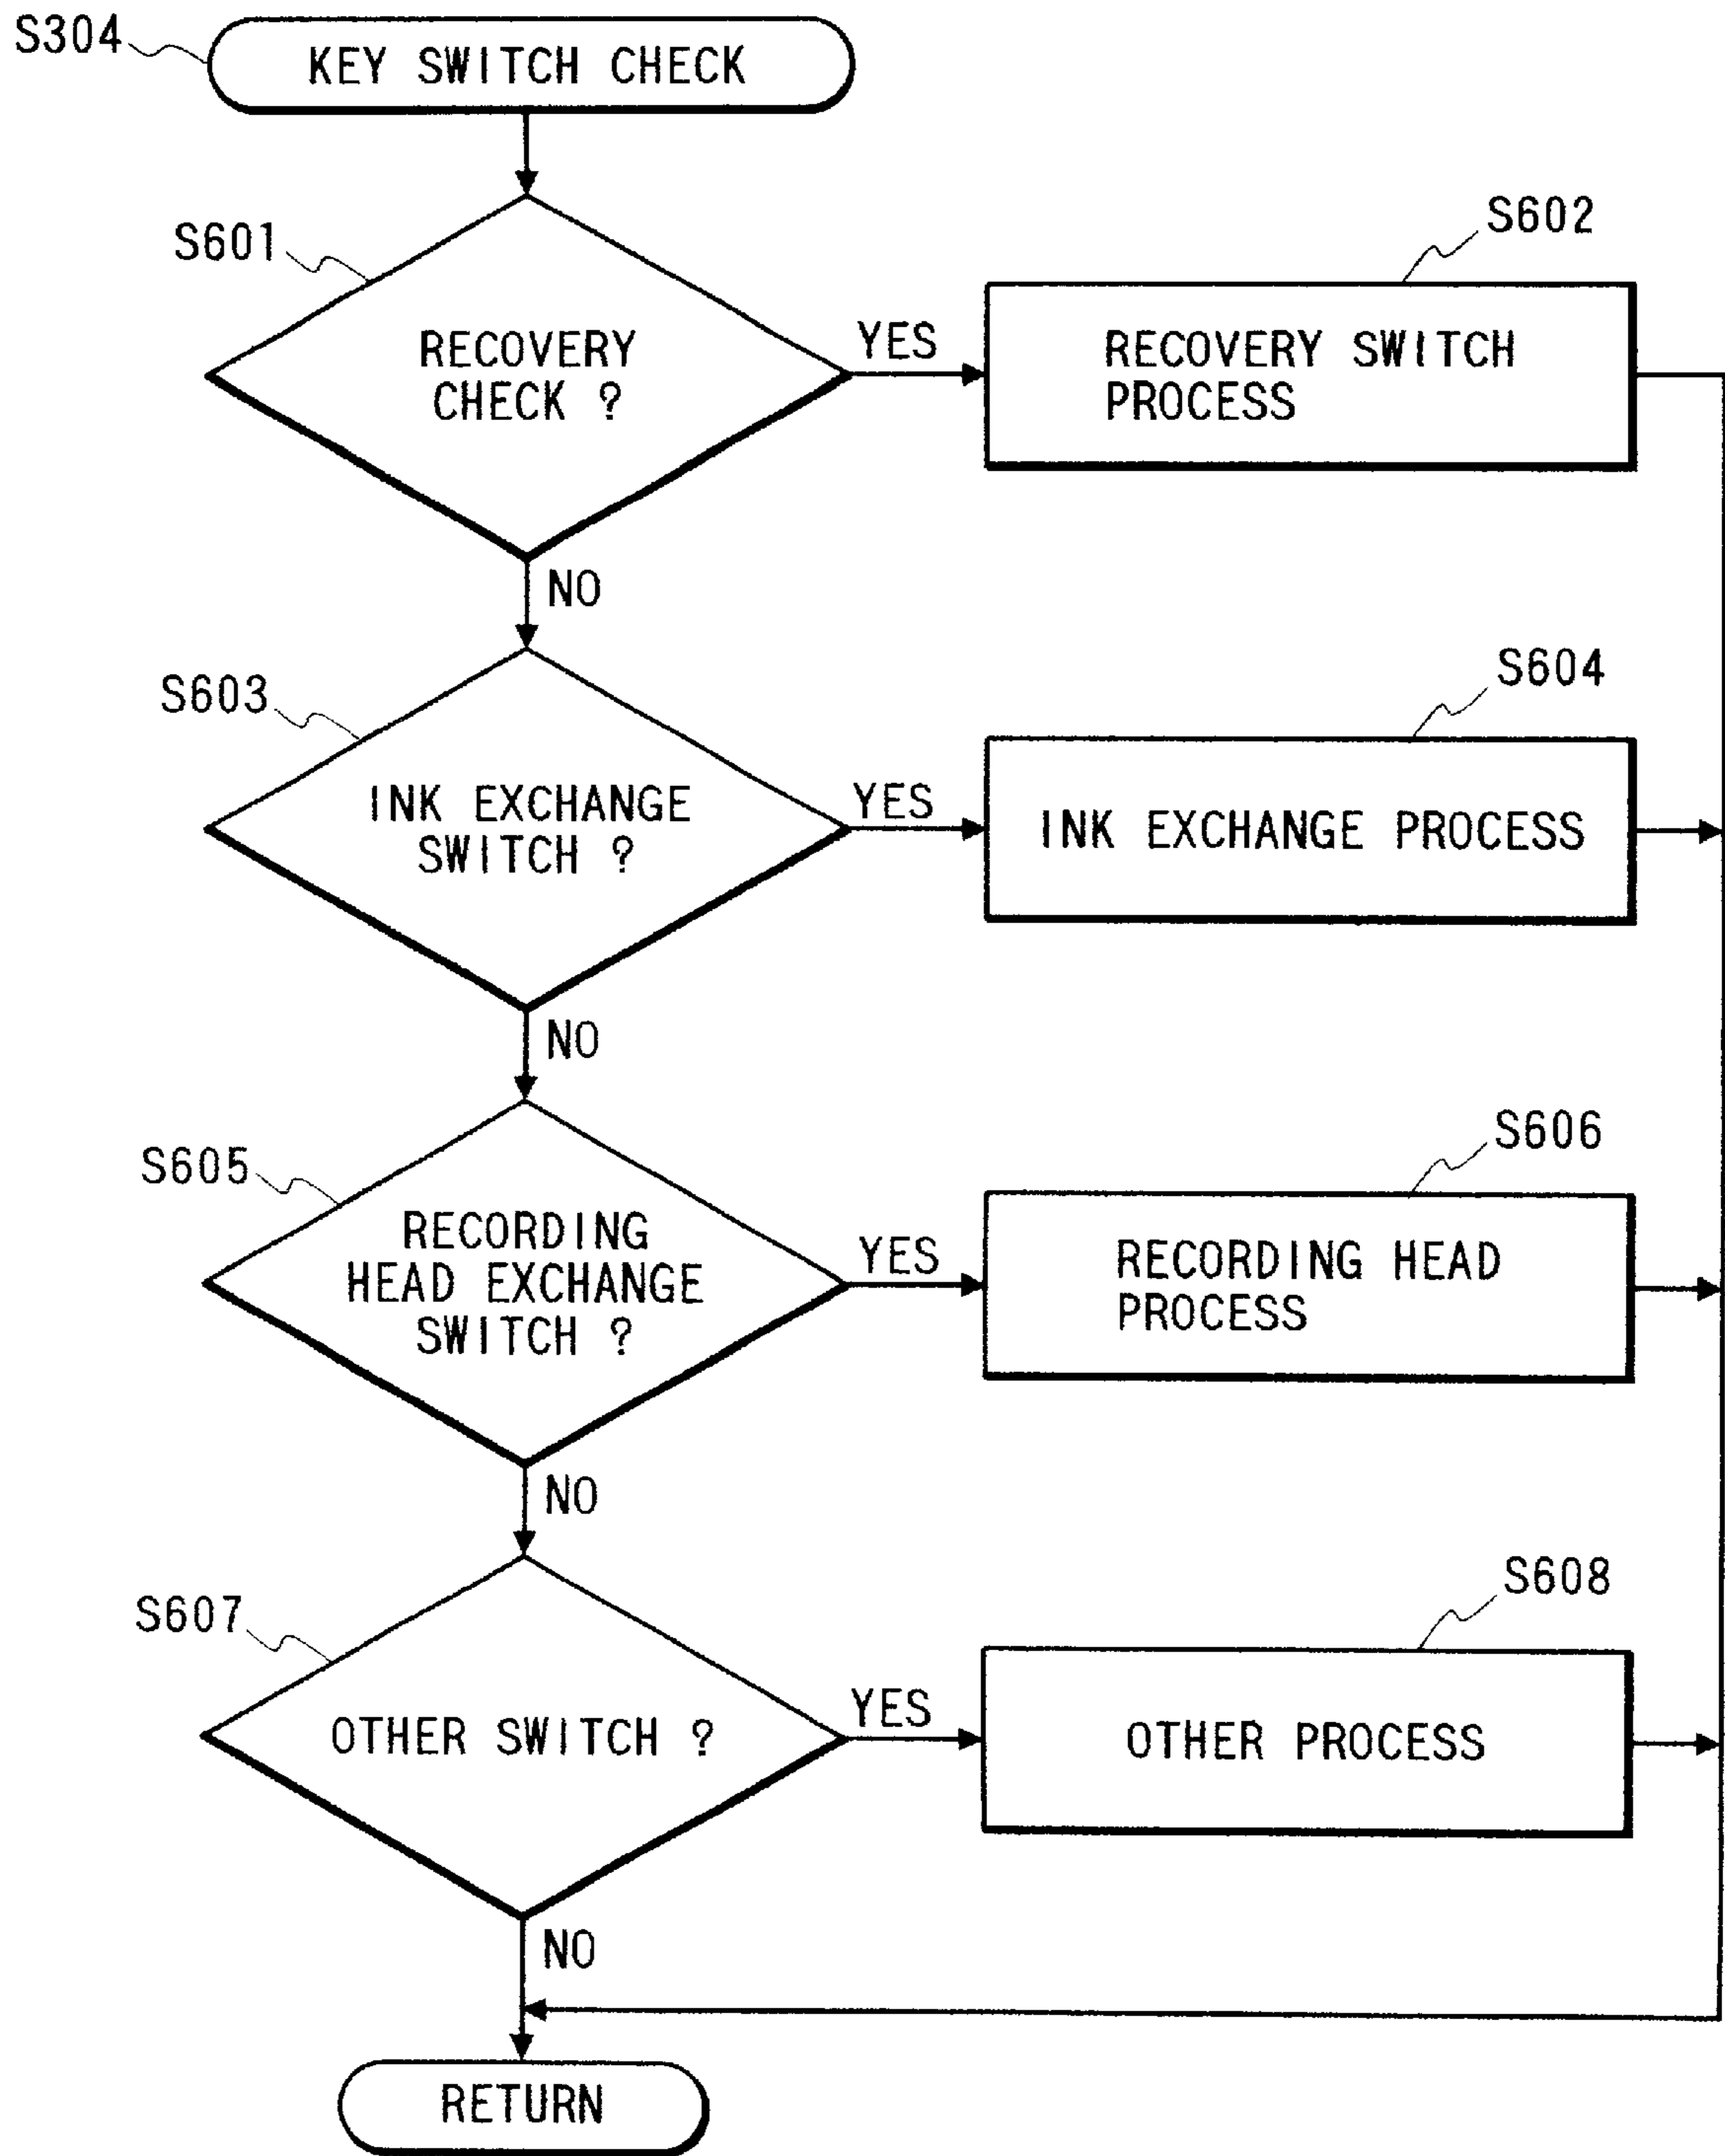 S304
KEY SWITCH CHECK
S601
RECOVERY
CHECK ?
YES
S602
RECOVERY SWITCH
PROCESS
NO
S603
INK EXCHANGE
SWITCH ?
YES
S604
INK EXCHANGE PROCESS
NO
S605
RECORDING
HEAD EXCHANGE
SWITCH ?
YES
S606
RECORDING HEAD
PROCESS
NO
S607
OTHER SWITCH ?
YES
S608
OTHER PROCESS
NO
RETURN